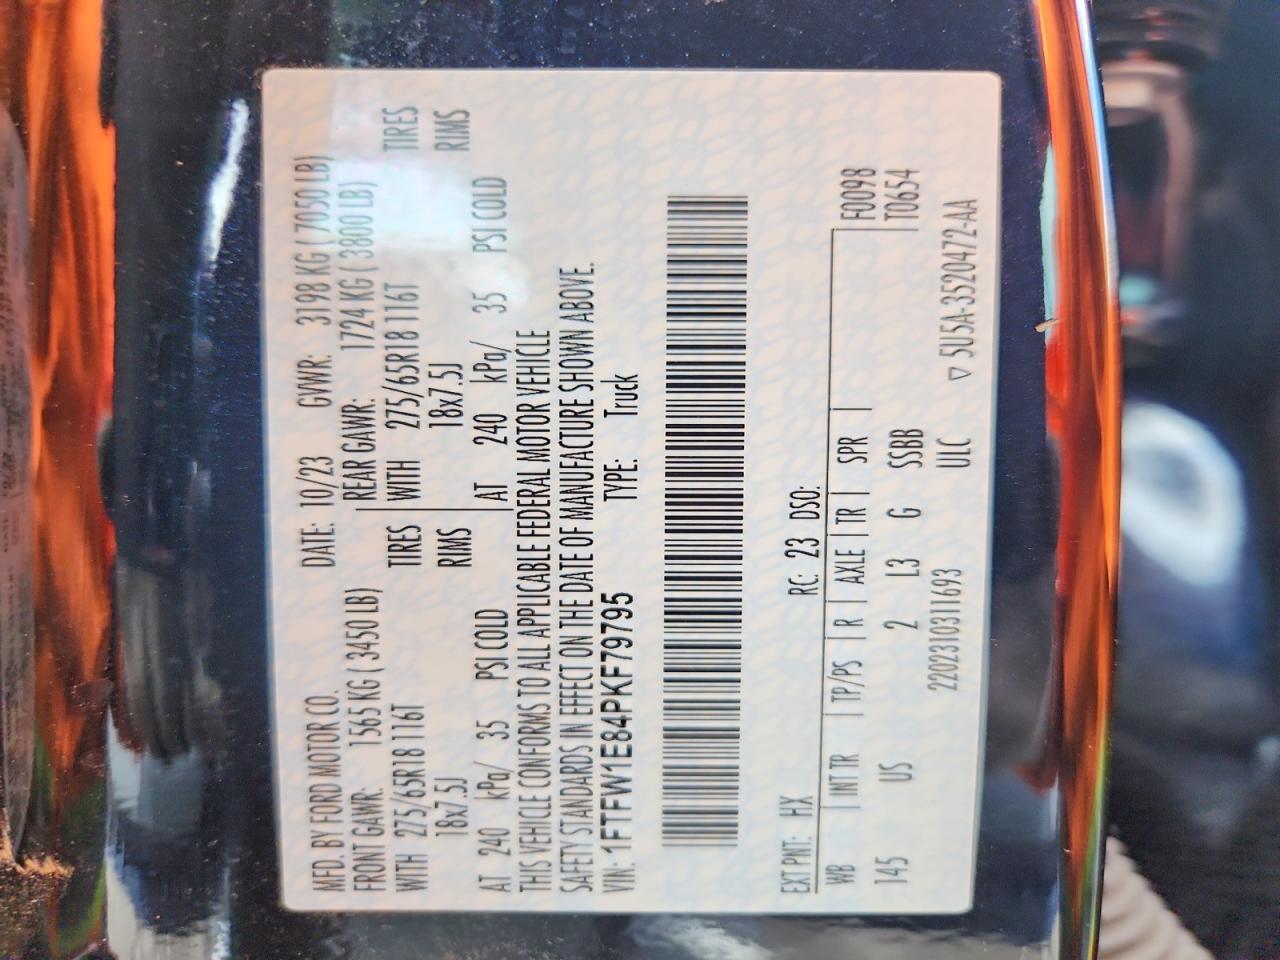 MFD. BY FORD MOTOR CO. DATE: 10/23 GVWR: 3198 KG ( 7050 LB)
FRONT GAWR: 1565 KG ( 3450 LB) REAR GAWR: 1724 KG ( 3800 LB)
WITH 275/65R18 116T TIRES WITH 275/65R18 116T TIRES
18x7.5J RIMS 18x7.5J RIMS
AT 240 kPa/ 35 PSI COLD AT 240 kPa/ 35 PSI COLD
THIS VEHICLE CONFORMS TO ALL APPLICABLE FEDERAL MOTOR VEHICLE
SAFETY STANDARDS IN EFFECT ON THE DATE OF MANUFACTURE SHOWN ABOVE.
VIN: 1FTFW1E84PKF79795 TYPE: Truck
EXT PNT: HX RC: 23 DSO:
WB INT TR TP/PS R AXLE TR SPR F0098
145 US 2 L3 G SSBB T0654
2202310311693 ULC
▽ 5U5A-3520472-AA